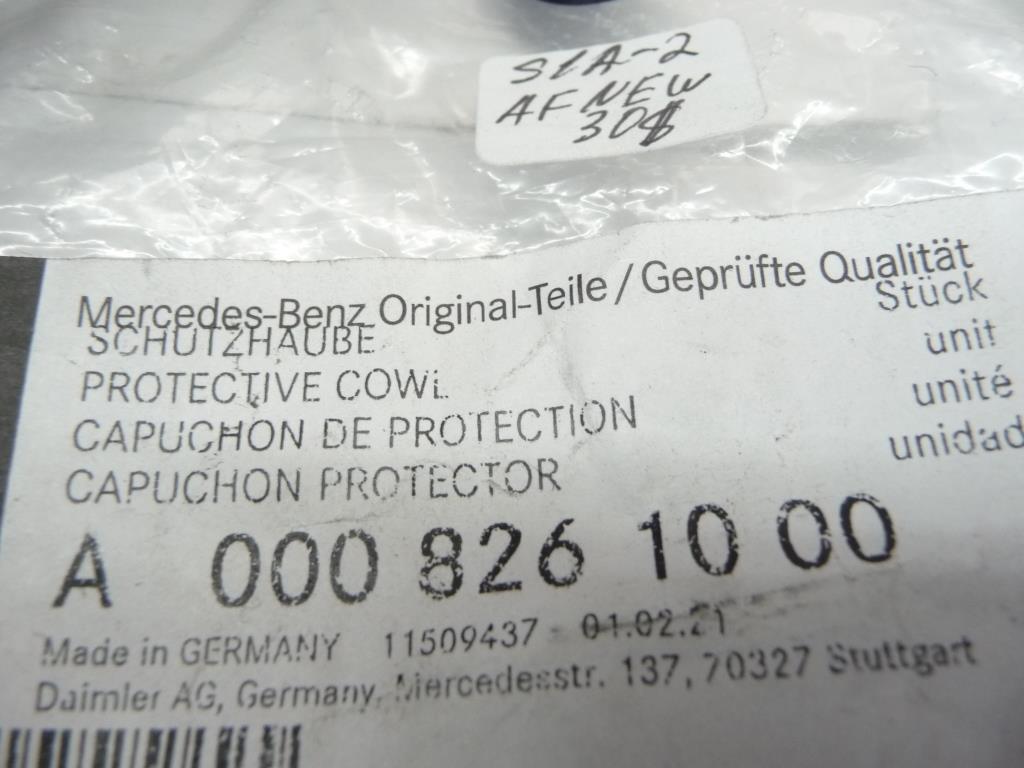 S1A-2
AF NEW
30$
Mercedes-Benz Original-Teile / Geprüfte Qualität
SCHUTZHAUBE Stück
PROTECTIVE COWL unit
CAPUCHON DE PROTECTION unité
CAPUCHON PROTECTOR unidad
A 000 826 10 00
Made in GERMANY 11509437 01.02.21
Daimler AG, Germany, Mercedesstr. 137, 70327 Stuttgart